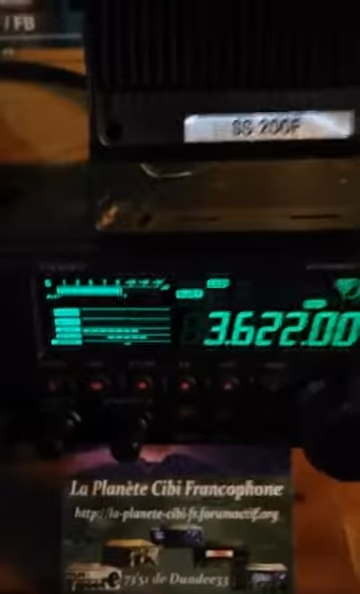 / FB
SS 200F
3.622.00
La Planète Cibi Francophone
http://la-planete-cibi-fr.forumactif.org
73'51 de Dundee33